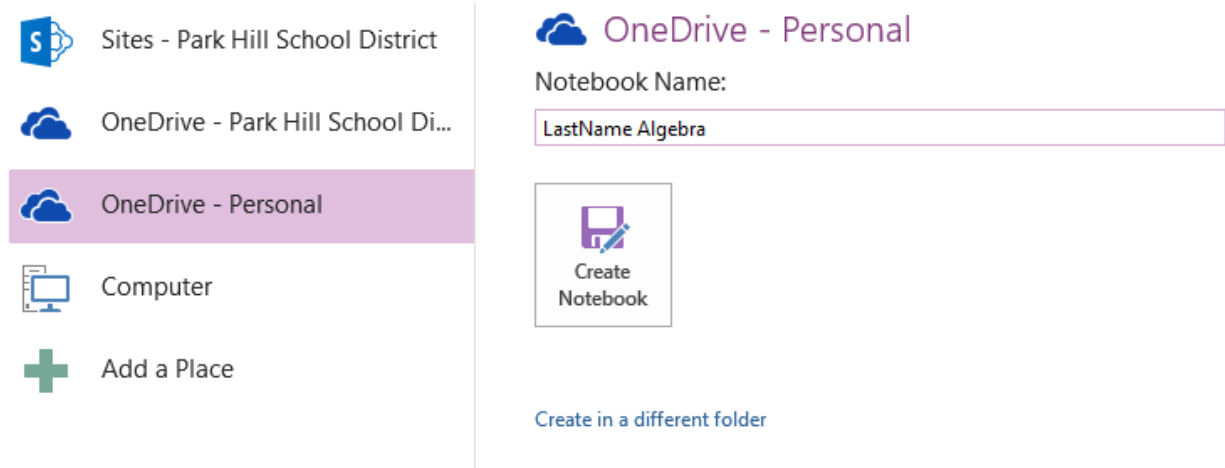 Sites - Park Hill School District
OneDrive - Park Hill School Di...
OneDrive - Personal
Computer
Add a Place
OneDrive - Personal
Notebook Name:
LastName Algebra
Create
Notebook
Create in a different folder